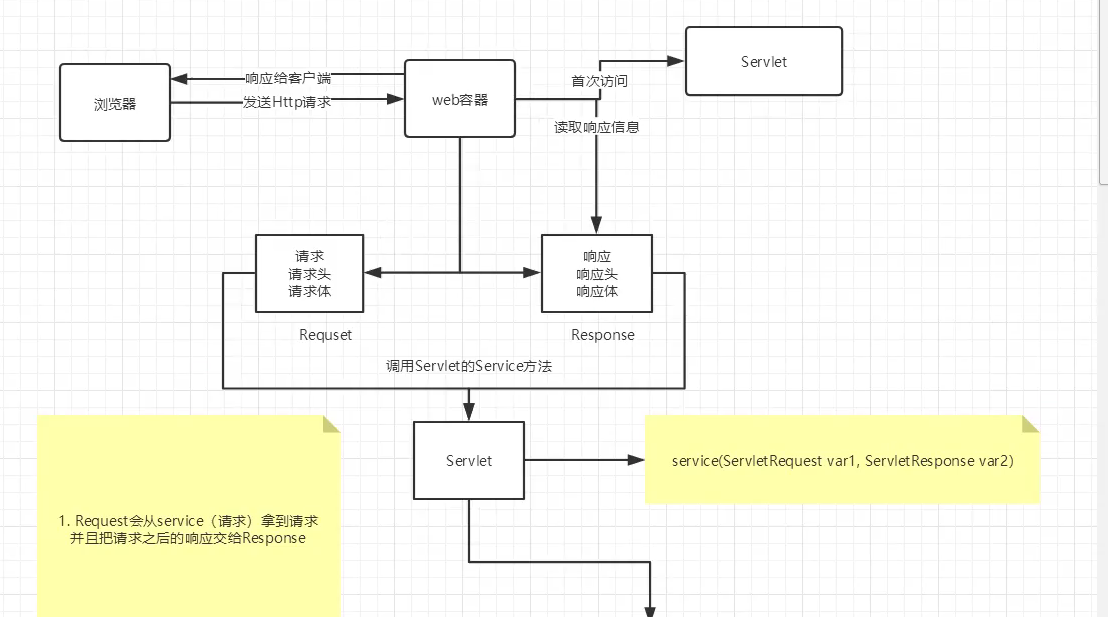 Servlet
响应给客户端
首次访问
浏览器
发送Http请求
web容器
读取响应信息
请求
请求头
请求体
响应
响应头
响应体
Requset
Response
调用Servlet的Service方法
Servlet
service(ServletRequest var1, ServletResponse var2)
1. Request会从service（请求）拿到请求
并且把请求之后的响应交给Response